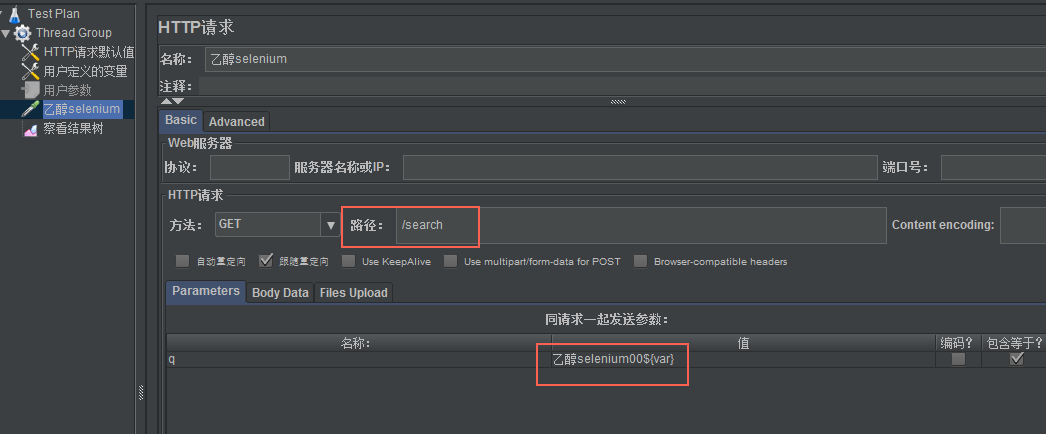 Test Plan
Thread Group
HTTP请求默认值
用户定义的变量
用户参数
乙醇selenium
察看结果树
HTTP请求
名称： 乙醇selenium
注释：
Basic Advanced
Web服务器
协议： 服务器名称或IP： 端口号：
HTTP请求
方法： GET 路径： /search Content encoding:
自动重定向 跟随重定向 Use KeepAlive Use multipart/form-data for POST Browser-compatible headers
Parameters Body Data Files Upload
同请求一起发送参数：
名称： 值 编码？ 包含等于？
q 乙醇selenium00${var}